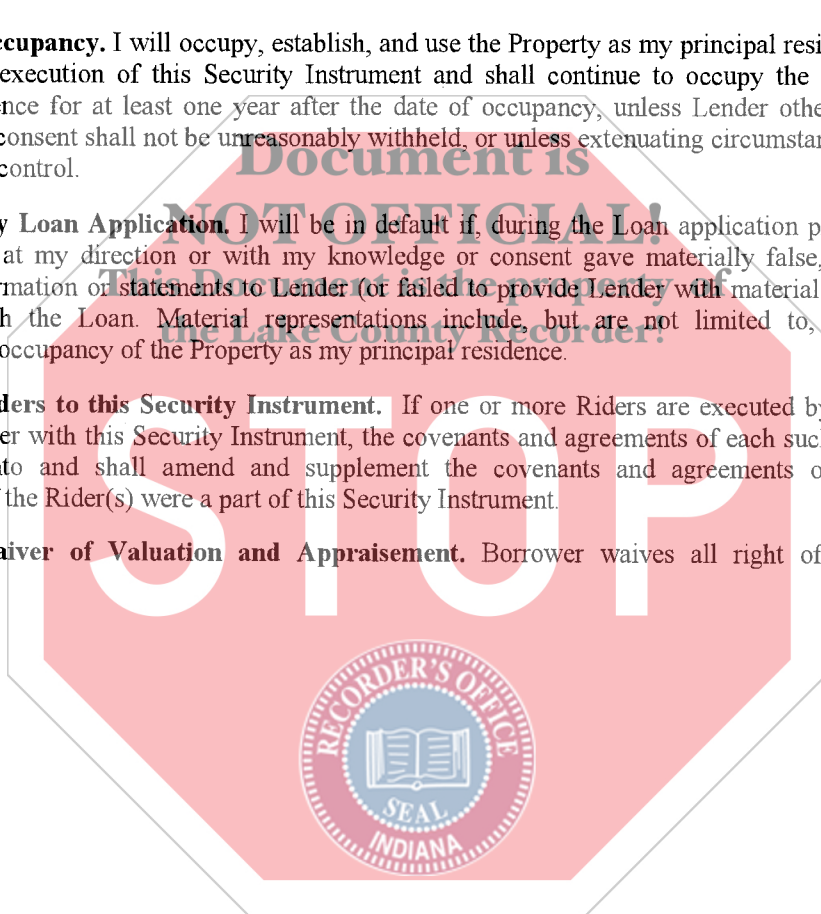 ccupancy. I will occupy, establish, and use the Property as my principal resi
execution of this Security Instrument and shall continue to occupy the
nce for at least one year after the date of occupancy, unless Lender othe
consent shall not be unreasonably withheld, or unless extenuating circumstan
control.
Document is
NOT OFFICIAL!
This Document is the property of
the Lake County Recorder!
y Loan Application. I will be in default if, during the Loan application p
at my direction or with my knowledge or consent gave materially false,
rmation or statements to Lender (or failed to provide Lender with material
h the Loan. Material representations include, but are not limited to,
occupancy of the Property as my principal residence.
ders to this Security Instrument. If one or more Riders are executed by
er with this Security Instrument, the covenants and agreements of each suc
to and shall amend and supplement the covenants and agreements o
the Rider(s) were a part of this Security Instrument.
aiver of Valuation and Appraisement. Borrower waives all right of
STOP
RECORDER'S OFFICE
SEAL
INDIANA